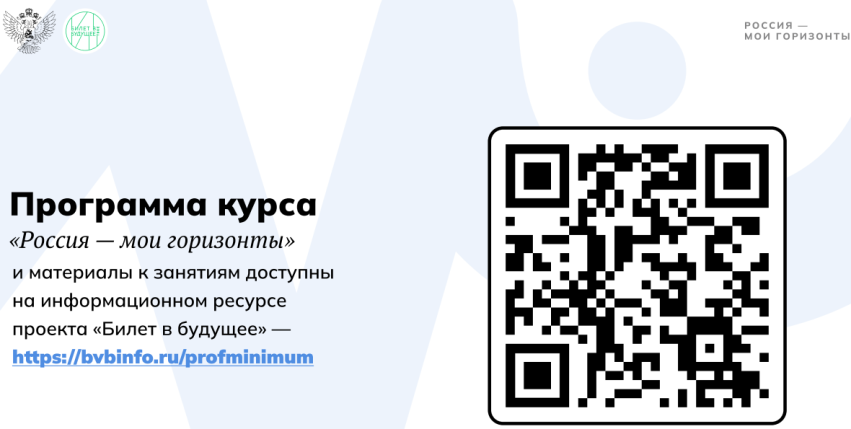 БИЛЕТ В
БУДУЩЕЕ
РОССИЯ —
МОИ ГОРИЗОНТЫ
Программа курса
«Россия — мои горизонты»
и материалы к занятиям доступны
на информационном ресурсе
проекта «Билет в будущее» —
https://bvbinfo.ru/profminimum